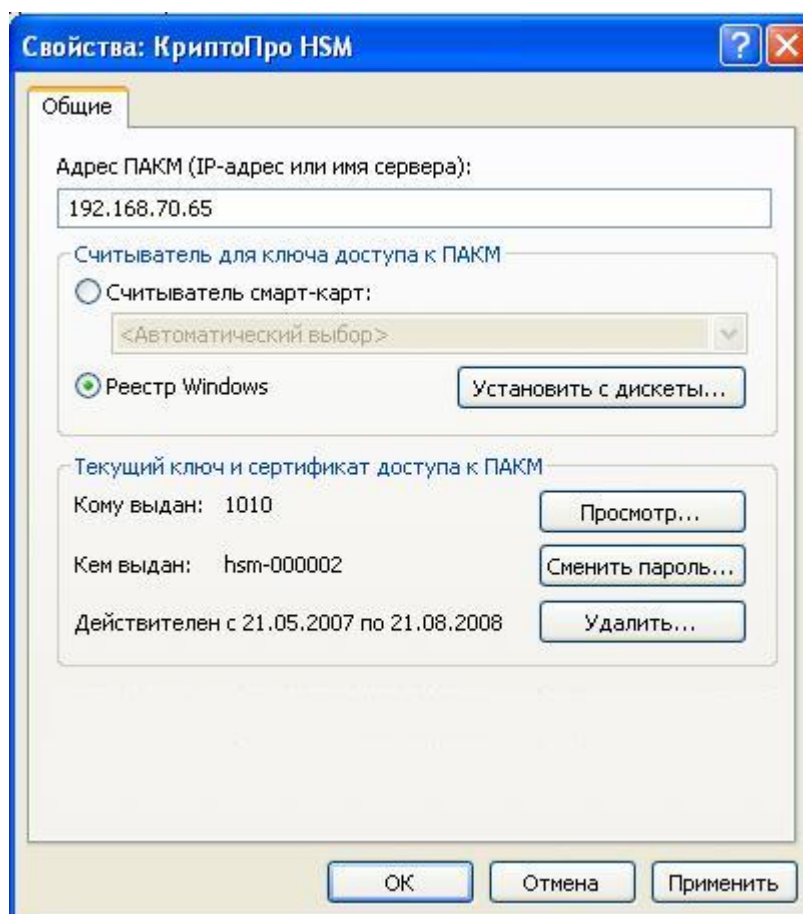 Свойства: КриптоПро HSM
Общие
Адрес ПАКМ (IP-адрес или имя сервера):
192.168.70.65
Считыватель для ключа доступа к ПАКМ
Считыватель смарт-карт:
<Автоматический выбор>
Реестр Windows Установить с дискеты...
Текущий ключ и сертификат доступа к ПАКМ
Кому выдан: 1010 Просмотр...
Кем выдан: hsm-000002 Сменить пароль...
Действителен с 21.05.2007 по 21.08.2008 Удалить...
ОК Отмена Применить